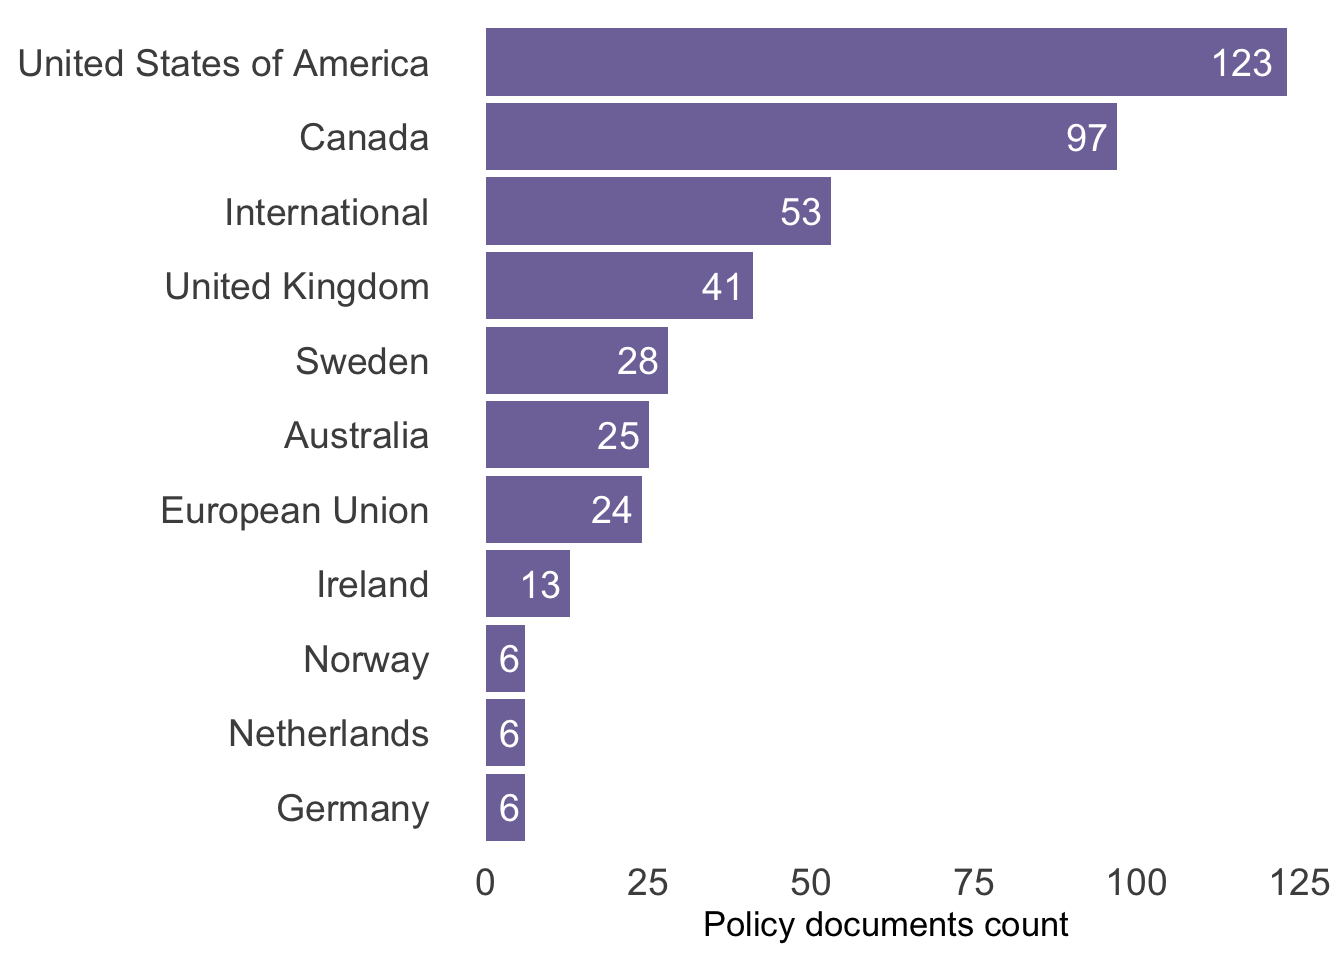 United States of America 123
Canada 97
International 53
United Kingdom 41
Sweden 28
Australia 25
European Union 24
Ireland 13
Norway 6
Netherlands 6
Germany 6
0 25 50 75 100 125
Policy documents count